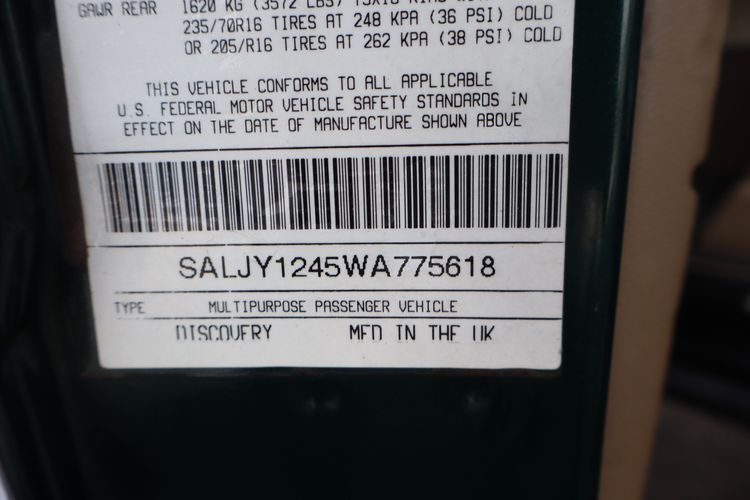 GAWR REAR 1620 KG (3572 LBS)
235/70R16 TIRES AT 248 KPA (36 PSI) COLD
OR 205/R16 TIRES AT 262 KPA (38 PSI) COLD
THIS VEHICLE CONFORMS TO ALL APPLICABLE
U.S. FEDERAL MOTOR VEHICLE SAFETY STANDARDS IN
EFFECT ON THE DATE OF MANUFACTURE SHOWN ABOVE
SALJY1245WA775618
TYPE MULTIPURPOSE PASSENGER VEHICLE
DISCOVERY MFD IN THE UK